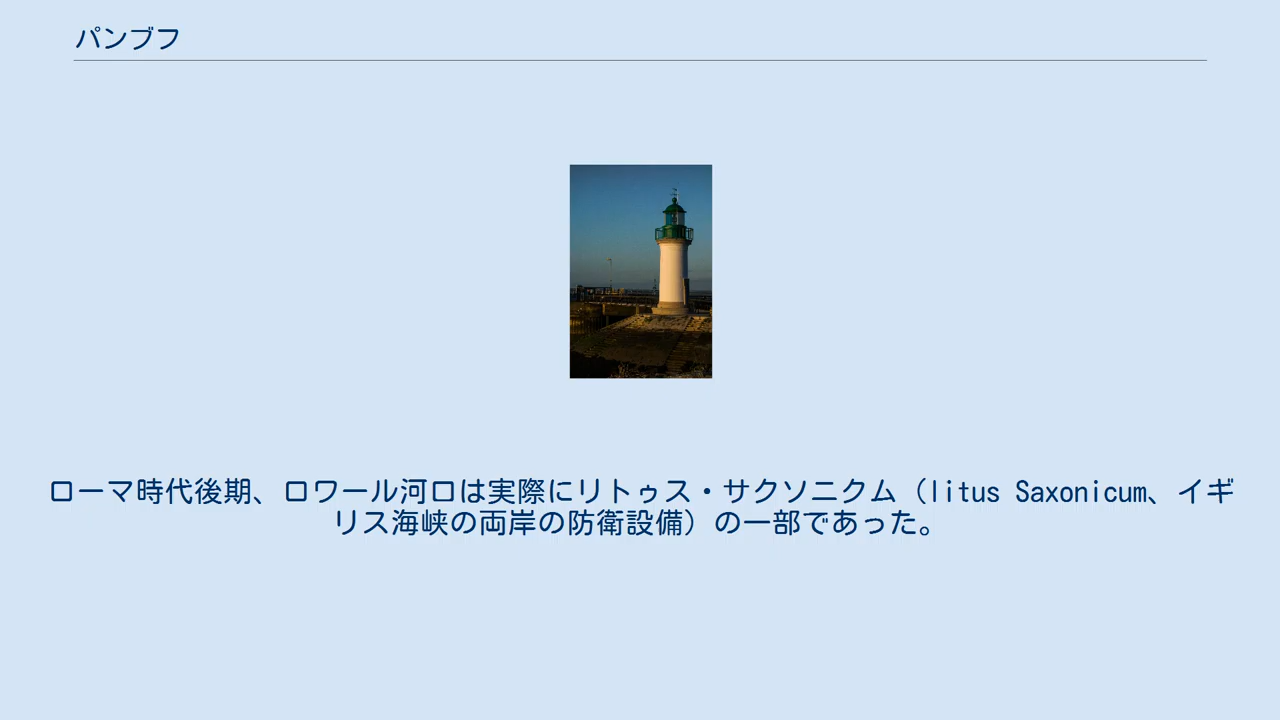 パンブフ
ローマ時代後期、ロワール河口は実際にリトゥス・サクソニクム（litus Saxonicum、イギ
リス海峡の両岸の防衛設備）の一部であった。